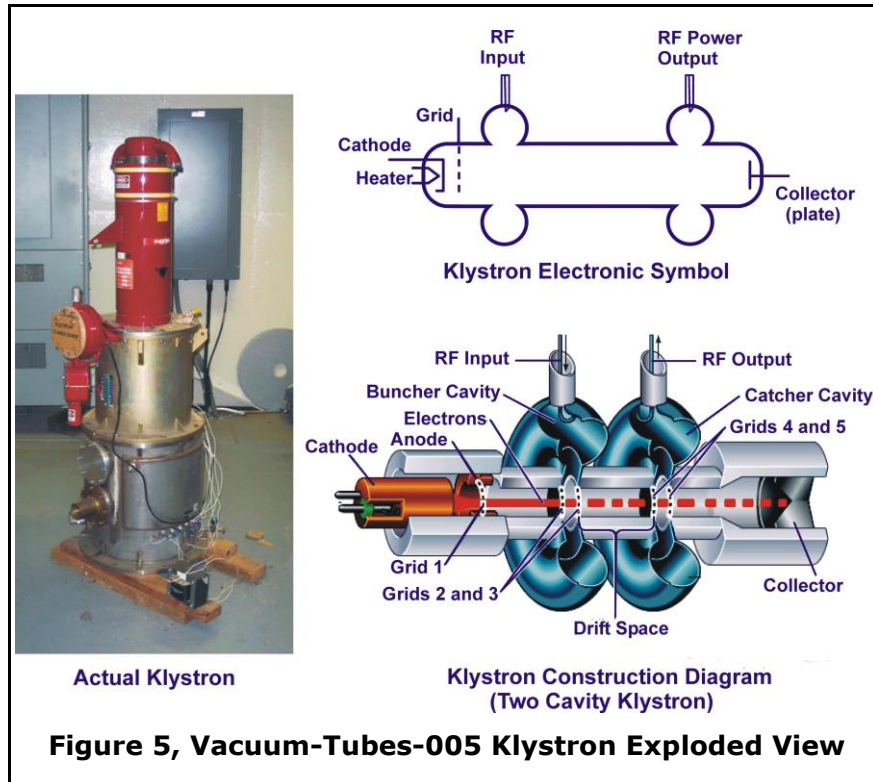 RF
Input
RF Power
Output
Grid
Cathode
Heater
Collector
(plate)
Klystron Electronic Symbol
RF Input
RF Output
Buncher Cavity
Catcher Cavity
Electrons
Grids 4 and 5
Anode
Cathode
Grid 1
Grids 2 and 3
Collector
Drift Space
Actual Klystron
Klystron Construction Diagram
(Two Cavity Klystron)
Figure 5, Vacuum-Tubes-005 Klystron Exploded View